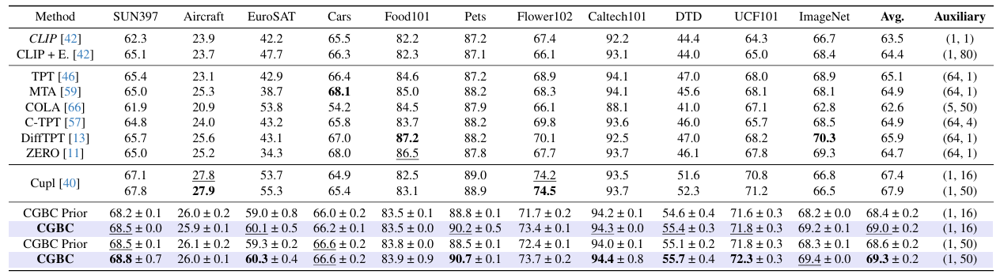 Method SUN397 Aircraft EuroSAT Cars Food101 Pets Flower102 Caltech101 DTD UCF101 ImageNet Avg. Auxiliary
CLIP [42] 62.3 23.9 42.2 65.5 82.2 87.2 67.4 92.2 44.4 64.3 66.7 63.5 (1, 1)
CLIP + E. [42] 65.1 23.7 47.7 66.3 82.3 87.1 66.1 93.1 44.0 65.0 68.4 64.4 (1, 80)
TPT [46] 65.4 23.1 42.9 66.4 84.6 87.2 68.9 94.1 47.0 68.0 68.9 65.1 (64, 1)
MTA [59] 65.0 25.3 38.7 68.1 85.0 88.2 68.3 94.1 45.6 68.1 68.1 64.9 (64, 1)
COLA [66] 61.9 20.9 53.8 54.2 84.5 87.9 66.1 88.1 41.0 67.1 62.8 62.6 (5, 50)
C-TPT [57] 64.8 24.0 43.2 65.8 83.7 88.2 69.8 93.6 46.0 65.7 68.5 64.9 (64, 4)
DiffTPT [13] 65.7 25.6 43.1 67.0 87.2 88.2 70.1 92.5 47.0 68.2 70.3 65.9 (64, 1)
ZERO [11] 65.0 25.2 34.3 68.0 86.5 87.8 67.7 93.7 46.1 67.8 69.3 64.7 (64, 1)
Cupl [40] 67.1 27.8 53.7 64.9 82.5 89.0 74.2 93.5 51.6 70.8 66.8 67.4 (1, 16)
67.8 27.9 55.3 65.4 83.1 88.9 74.5 93.7 52.3 71.2 66.5 67.9 (1, 50)
CGBC Prior 68.2 ± 0.1 26.0 ± 0.2 59.0 ± 0.8 66.0 ± 0.2 83.5 ± 0.1 88.8 ± 0.1 71.7 ± 0.2 94.2 ± 0.1 54.6 ± 0.4 71.6 ± 0.3 68.2 ± 0.0 68.4 ± 0.2 (1, 16)
CGBC 68.5 ± 0.0 25.9 ± 0.1 60.1 ± 0.5 66.2 ± 0.1 83.5 ± 0.0 90.2 ± 0.5 73.4 ± 0.1 94.3 ± 0.0 55.4 ± 0.3 71.8 ± 0.3 69.2 ± 0.1 69.0 ± 0.2 (1, 16)
CGBC Prior 68.5 ± 0.1 26.1 ± 0.2 59.3 ± 0.2 66.6 ± 0.2 83.8 ± 0.0 88.5 ± 0.1 72.4 ± 0.1 94.0 ± 0.1 55.1 ± 0.2 71.8 ± 0.3 68.3 ± 0.1 68.6 ± 0.2 (1, 50)
CGBC 68.8 ± 0.7 26.0 ± 0.1 60.3 ± 0.4 66.6 ± 0.2 83.9 ± 0.9 90.7 ± 0.1 73.7 ± 0.2 94.4 ± 0.8 55.7 ± 0.4 72.3 ± 0.3 69.4 ± 0.0 69.3 ± 0.2 (1, 50)